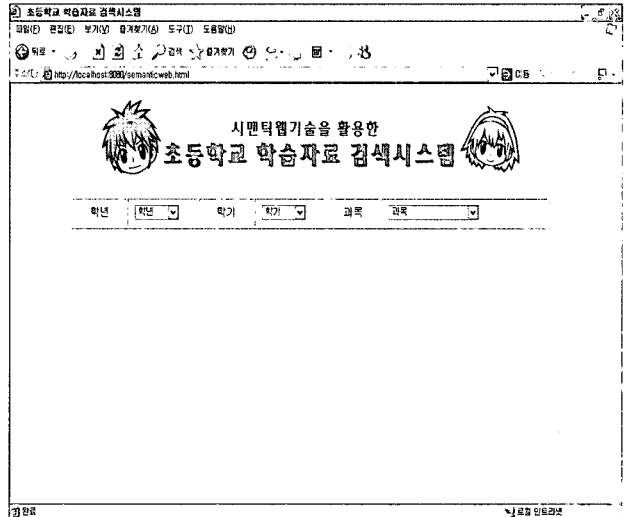 초등학교 학습자료 검색시스템
파일(F) 편집(E) 보기(V) 즐겨찾기(A) 도구(T) 도움말(H)
뒤로 검색 즐겨찾기
http://localhost:8080/semanticweb.html 이동
시맨틱웹기술을 활용한
초등학교 학습자료 검색시스템
학년 학년 학기 학기 과목 과목
완료 로컬 인트라넷